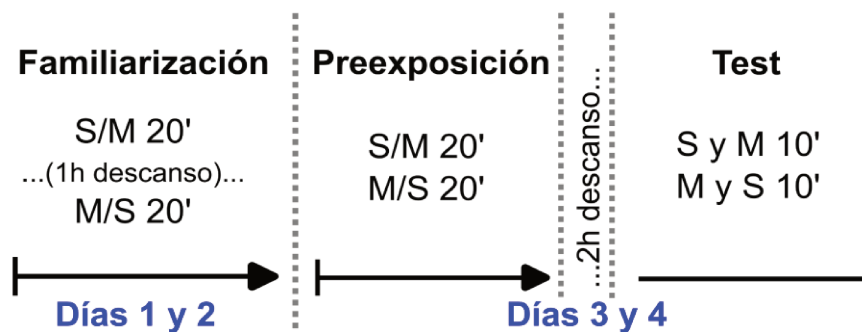 Familiarización
S/M 20'
...(1h descanso)...
M/S 20'
Días 1 y 2
Preexposición
S/M 20'
M/S 20'
...2h descanso...
Test
S y M 10'
M y S 10'
Días 3 y 4